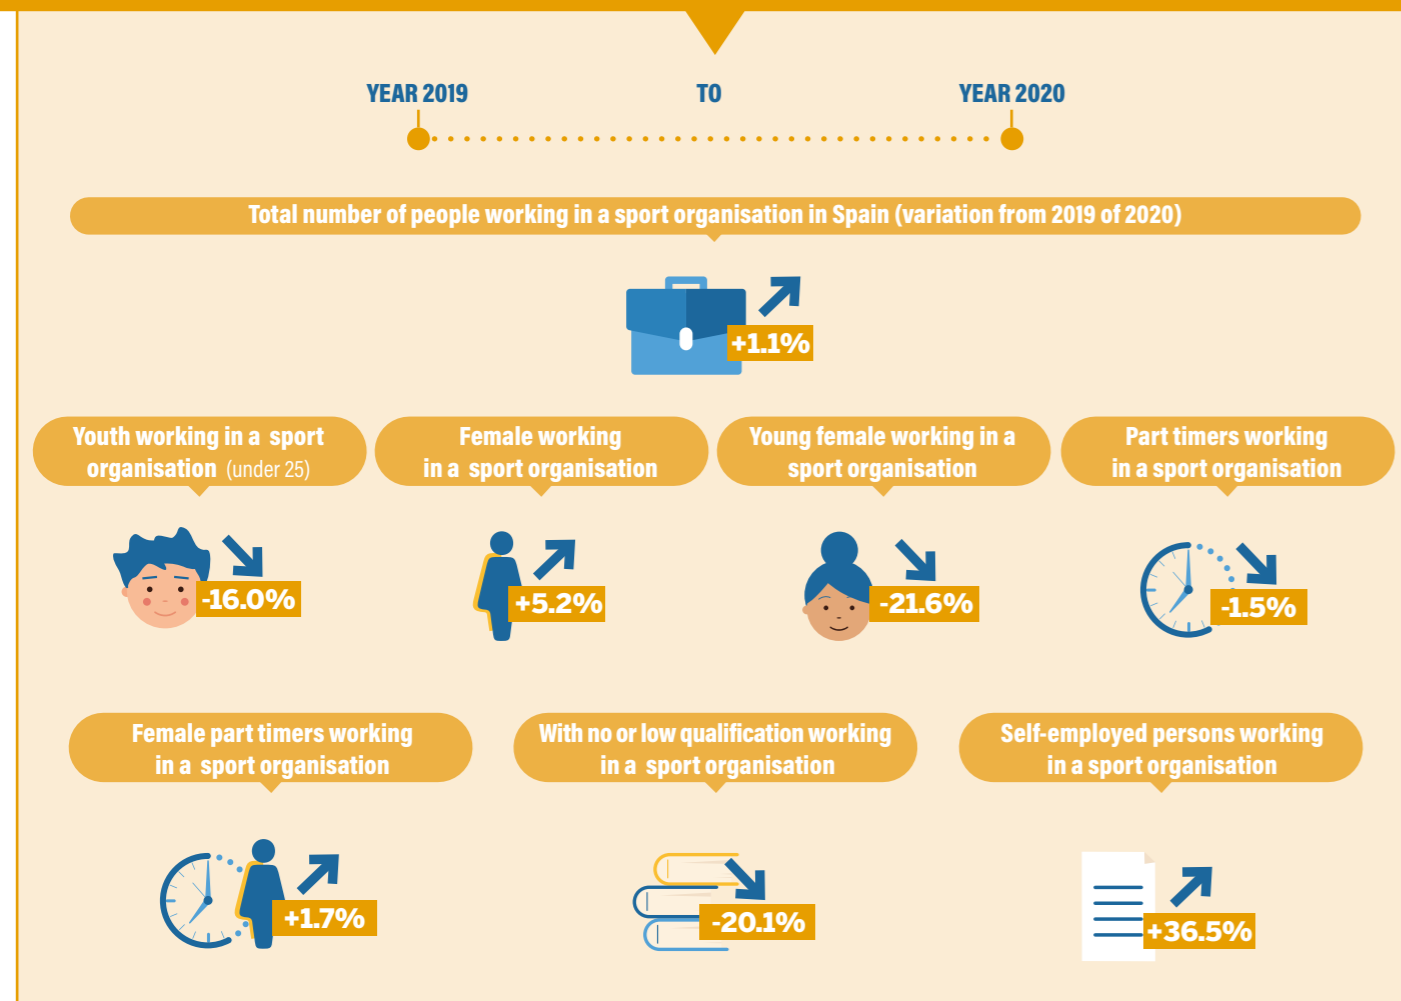 YEAR 2019 TO YEAR 2020
Total number of people working in a sport organisation in Spain (variation from 2019 of 2020)
+1.1%
Youth working in a sport
organisation (under 25)
-16.0%
Female working
in a sport organisation
+5.2%
Young female working in a
sport organisation
-21.6%
Part timers working
in a sport organisation
-1.5%
Female part timers working
in a sport organisation
+1.7%
With no or low qualification working
in a sport organisation
-20.1%
Self-employed persons working
in a sport organisation
+36.5%